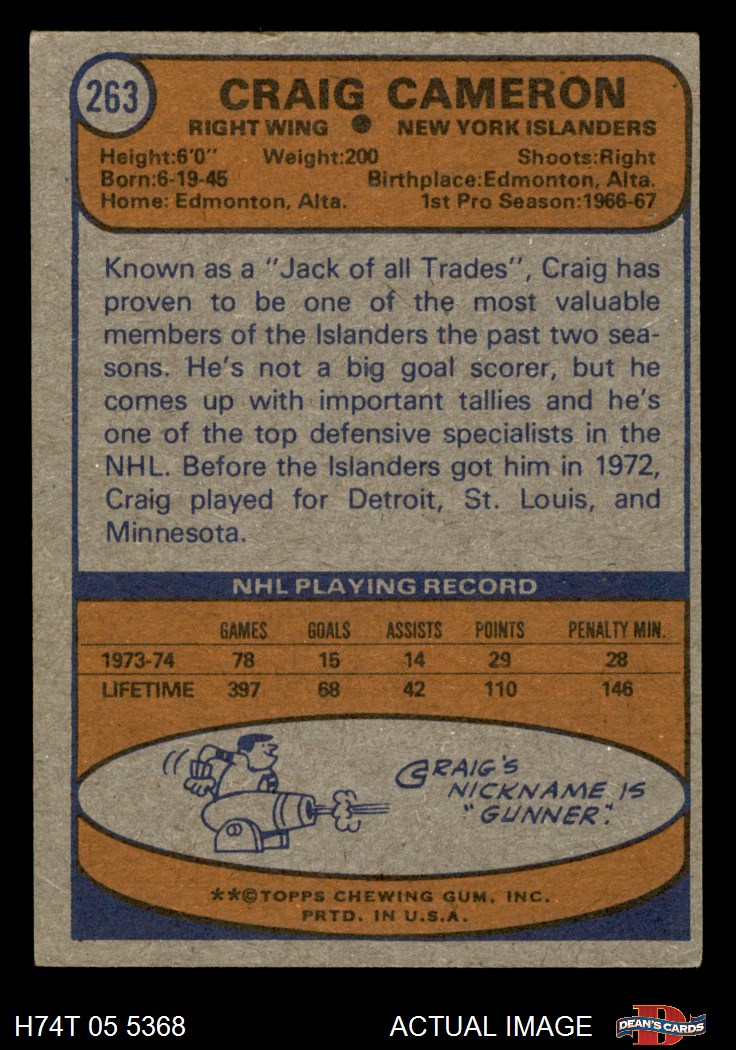 263
CRAIG CAMERON
RIGHT WING ● NEW YORK ISLANDERS
Height:6'0" Weight:200 Shoots:Right
Born:6-19-45 Birthplace:Edmonton, Alta.
Home: Edmonton, Alta. 1st Pro Season:1966-67
Known as a "Jack of all Trades", Craig has
proven to be one of the most valuable
members of the Islanders the past two sea-
sons. He's not a big goal scorer, but he
comes up with important tallies and he's
one of the top defensive specialists in the
NHL. Before the Islanders got him in 1972,
Craig played for Detroit, St. Louis, and
Minnesota.
NHL PLAYING RECORD
GAMES GOALS ASSISTS POINTS PENALTY MIN.
1973-74 78 15 14 29 28
LIFETIME 397 68 42 110 146
CRAIG'S
NICKNAME IS
"GUNNER".
**©TOPPS CHEWING GUM, INC.
PRTD. IN U.S.A.
H74T 05 5368 ACTUAL IMAGE D DEAN'S CARDS